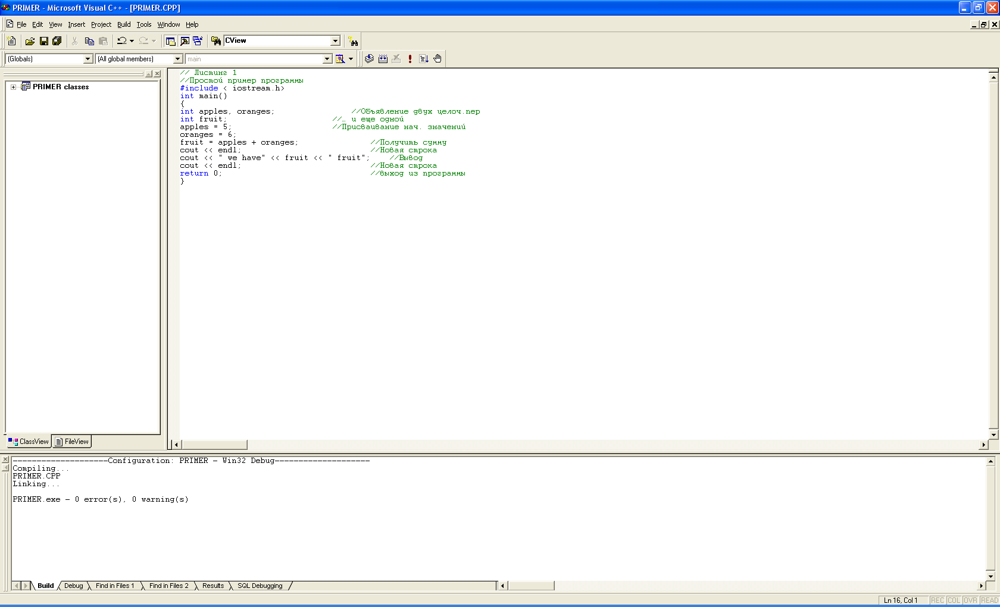 PRIMER - Microsoft Visual C++ - [PRIMER.CPP]
File Edit View Insert Project Build Tools Window Help
CView
(Globals) (All global members) main
PRIMER classes
// Листинг 1
//Простой пример программы
#include < iostream.h>
int main()
{
int apples, oranges; //Объявление двух целоч.пер
int fruit; //… и еще одной
apples = 5; //Присваивание нач. значений
oranges = 6;
fruit = apples + oranges; //Получить сумму
cout << endl; //Новая строка
cout << " we have" << fruit << " fruit"; //Вывод
cout << endl; //Новая строка
return 0; //выход из программы
}
ClassView FileView
--------------------Configuration: PRIMER - Win32 Debug--------------------
Compiling...
PRIMER.CPP
Linking...
PRIMER.exe - 0 error(s), 0 warning(s)
Build Debug Find in Files 1 Find in Files 2 Results SQL Debugging
Ln 16, Col 1 REC COL OVR READ